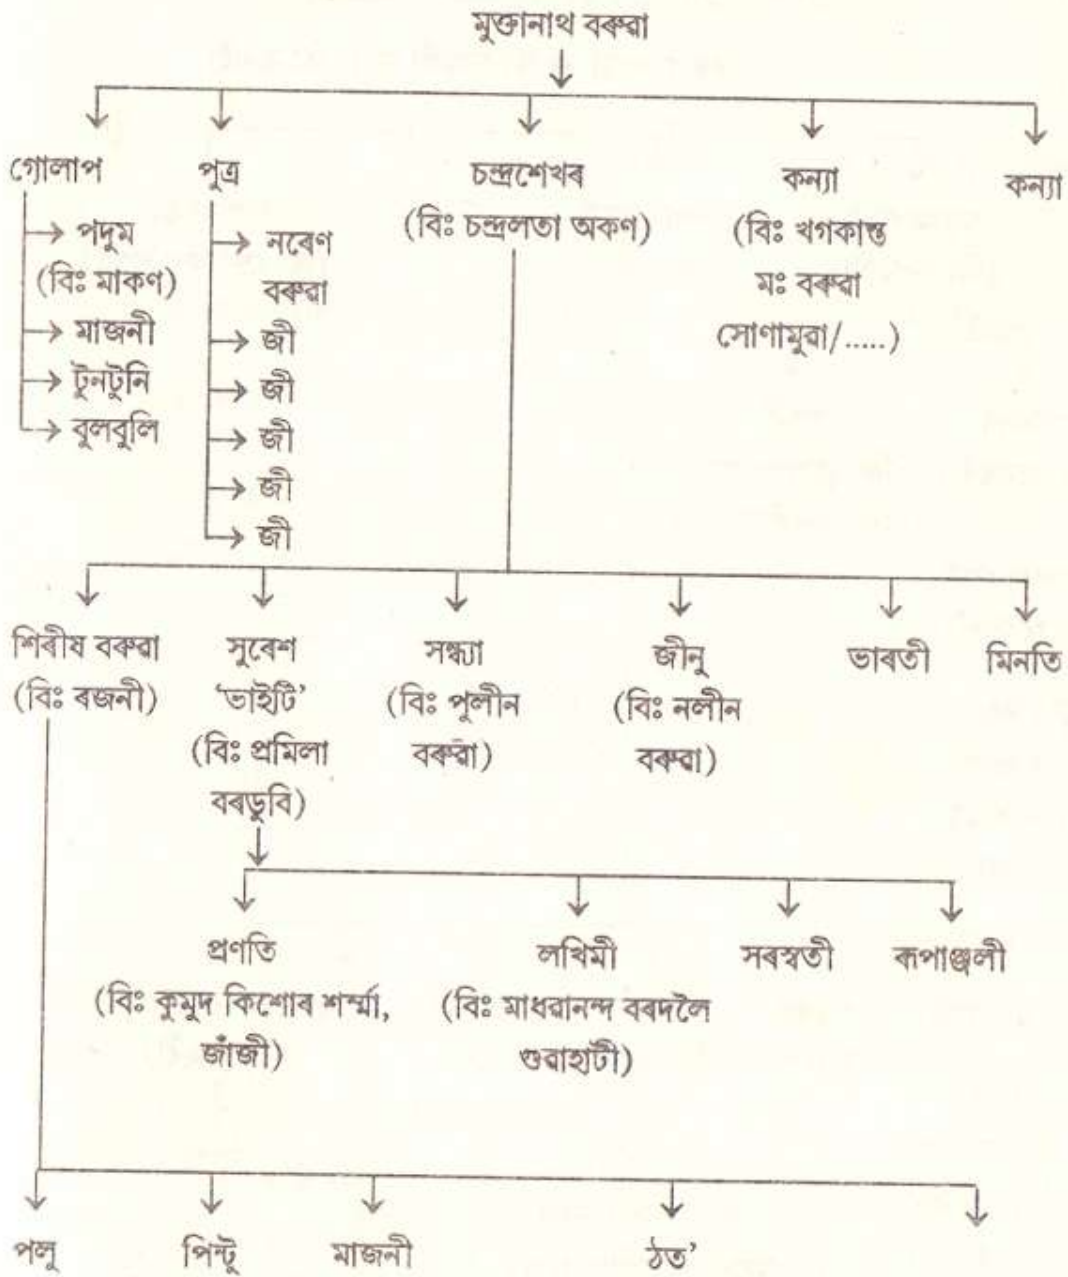 মুক্তানাথ বৰুৱা
গোলাপ পুত্ৰ চন্দ্ৰশেখৰ কন্যা কন্যা
(বিঃ চন্দ্ৰলতা অকণ) (বিঃ খগকান্ত
মঃ বৰুৱা
সোণামুৱা/.....)
পদুম
(বিঃ মাকণ)
মাজনী
টুনটুনি
বুলবুলি
নৰেণ
বৰুৱা
জী
জী
জী
জী
জী
শিৰীষ বৰুৱা সুৰেশ সন্ধ্যা জীনু ভাৰতী মিনতি
(বিঃ ৰজনী) ‘ভাইটি’ (বিঃ পুলীন (বিঃ নলীন
(বিঃ প্ৰমিলা বৰুৱা) বৰুৱা)
বৰডুবি)
প্ৰণতি লখিমী সৰস্বতী ৰূপাঞ্জলী
(বিঃ কুমুদ কিশোৰ শৰ্ম্মা, (বিঃ মাধৱানন্দ বৰদলৈ
জাঁজী) গুৱাহাটী)
পলু পিন্টু মাজনী ঠত’